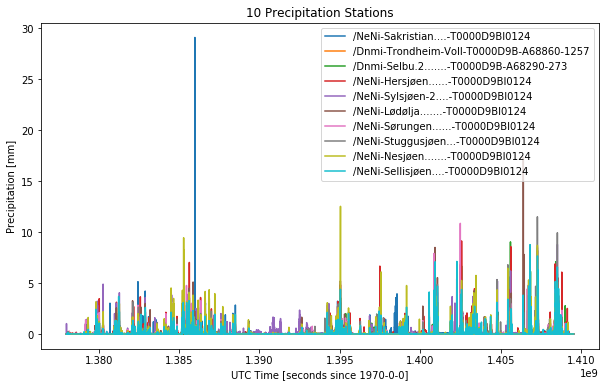 10 Precipitation Stations
30
25
20
15
10
5
0
Precipitation [mm]
/NeNi-Sakristian....-T0000D9BI0124
/Dnmi-Trondheim-Voll-T0000D9B-A68860-1257
/Dnmi-Selbu.2.......-T0000D9B-A68290-273
/NeNi-Hersjøen......-T0000D9BI0124
/NeNi-Sylsjøen-2....-T0000D9BI0124
/NeNi-Lødølja.......-T0000D9BI0124
/NeNi-Sørungen......-T0000D9BI0124
/NeNi-Stuggusjøen...-T0000D9BI0124
/NeNi-Nesjøen.......-T0000D9BI0124
/NeNi-Sellisjøen....-T0000D9BI0124
1.380 1.385 1.390 1.395 1.400 1.405 1.410
1e9
UTC Time [seconds since 1970-0-0]